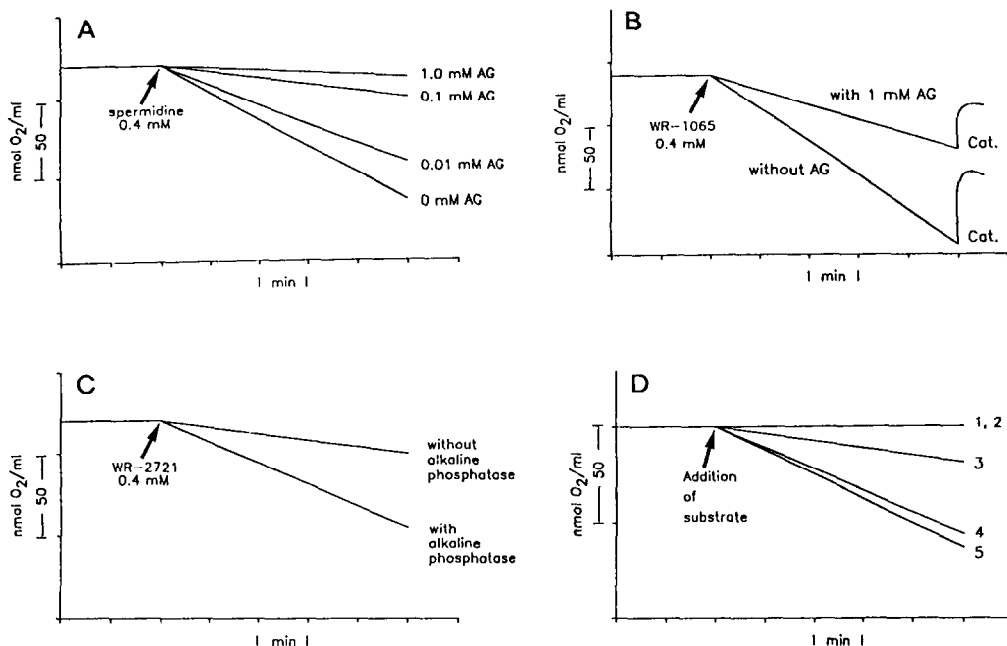 A
nmol O2/ml
50
spermidine
0.4 mM
1.0 mM AG
0.1 mM AG
0.01 mM AG
0 mM AG
1 min
B
nmol O2/ml
50
WR-1065
0.4 mM
with 1 mM AG
without AG
Cat.
Cat.
1 min
C
nmol O2/ml
50
WR-2721
0.4 mM
without
alkaline
phosphatase
with
alkaline
phosphatase
1 min
D
nmol O2/ml
50
Addition
of
substrate
1, 2
3
4
5
1 min